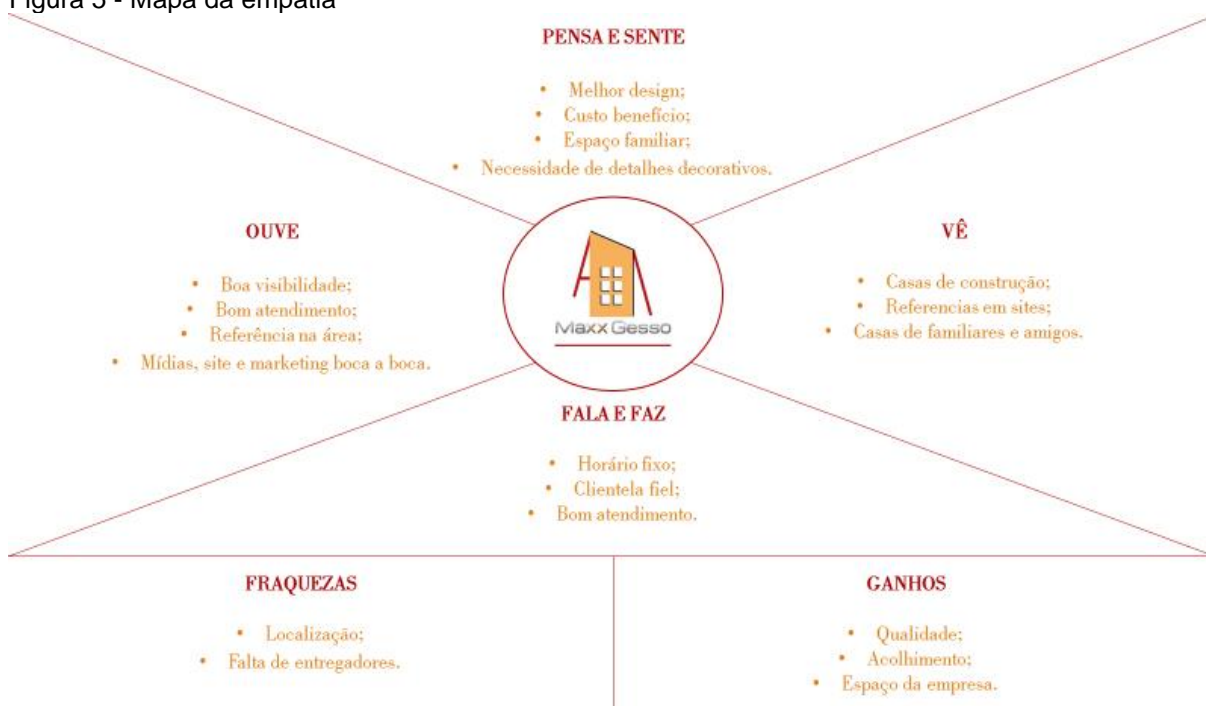 Figura 5 - Mapa da empatia
PENSA E SENTE
• Melhor design;
• Custo benefício;
• Espaço familiar;
• Necessidade de detalhes decorativos.
OUVE
• Boa visibilidade;
• Bom atendimento;
• Referência na área;
• Mídias, site e marketing boca a boca.
Maxx Gesso
VÊ
• Casas de construção;
• Referencias em sites;
• Casas de familiares e amigos.
FALA E FAZ
• Horário fixo;
• Clientela fiel;
• Bom atendimento.
FRAQUEZAS
• Localização;
• Falta de entregadores.
GANHOS
• Qualidade;
• Acolhimento;
• Espaço da empresa.